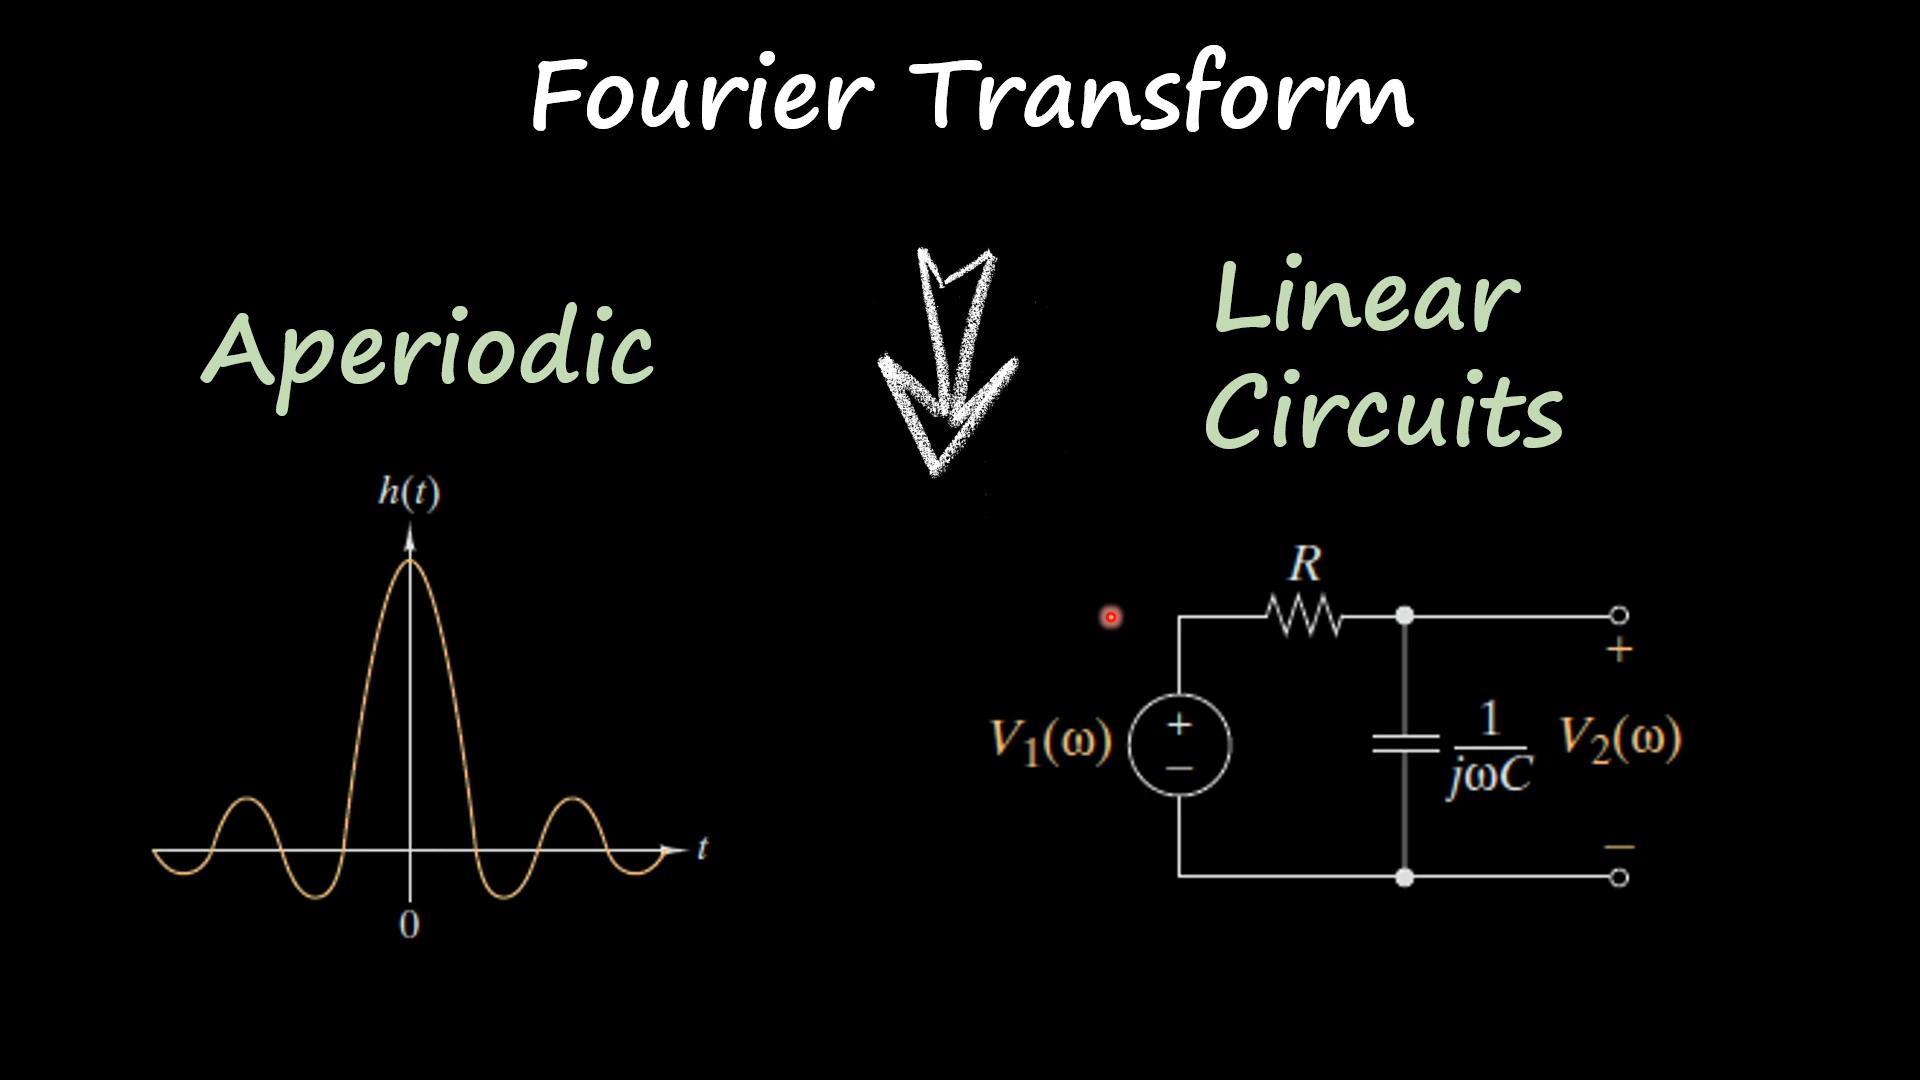 Fourier Transform
Aperiodic
Linear
Circuits
h(t)
t
0
R
V₁(ω)
+
−
1
jωC
+
V₂(ω)
−